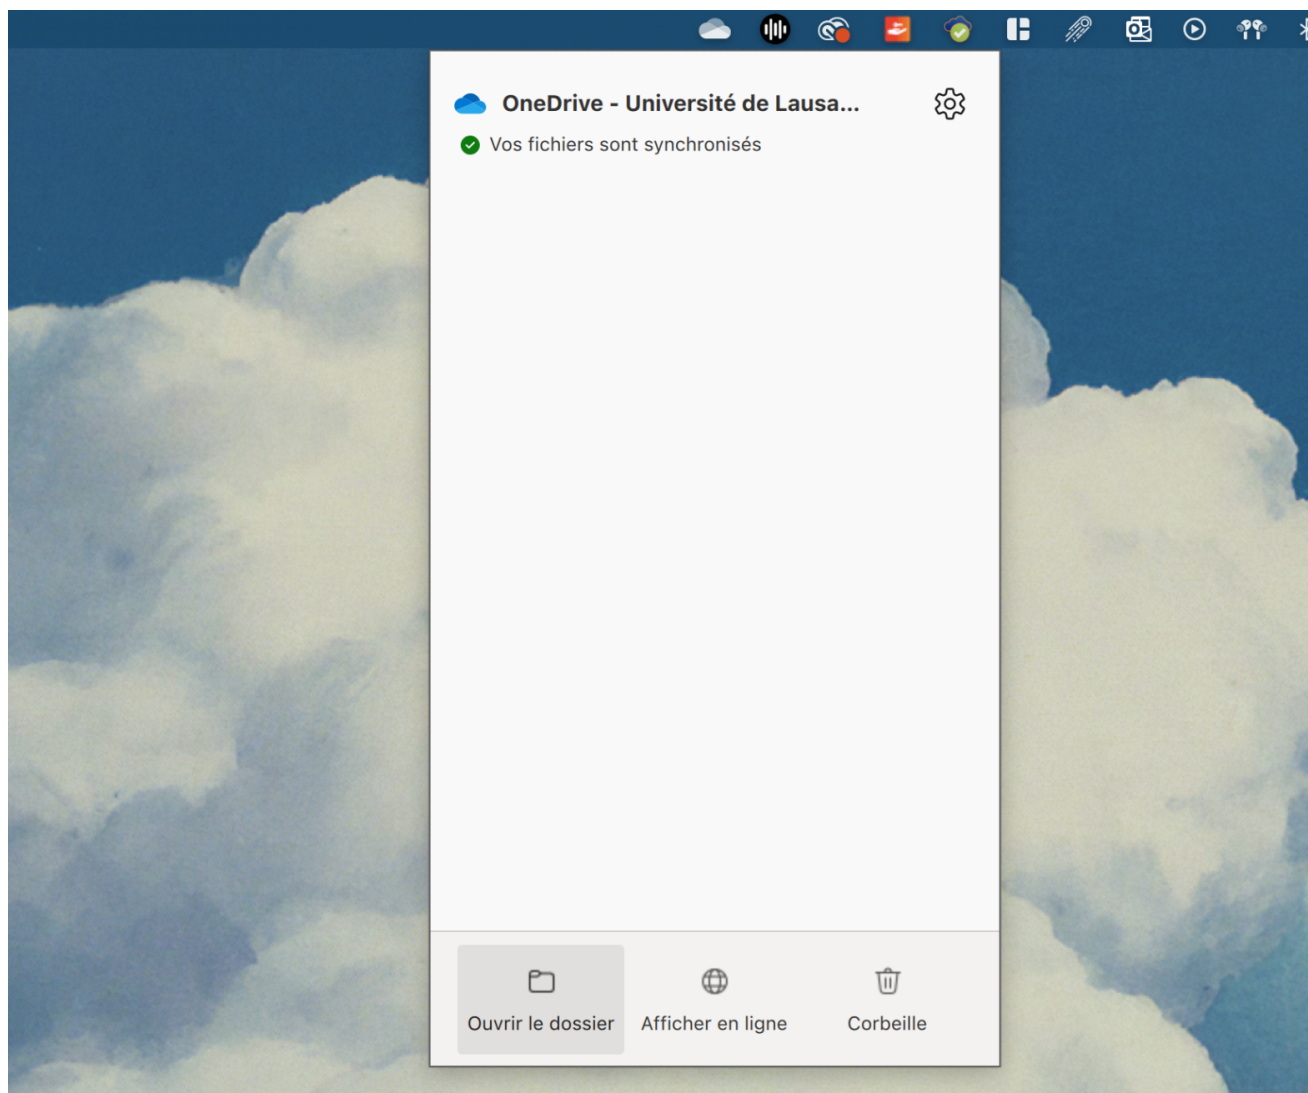 OneDrive - Université de Lausa...
Vos fichiers sont synchronisés
Ouvrir le dossier
Afficher en ligne
Corbeille